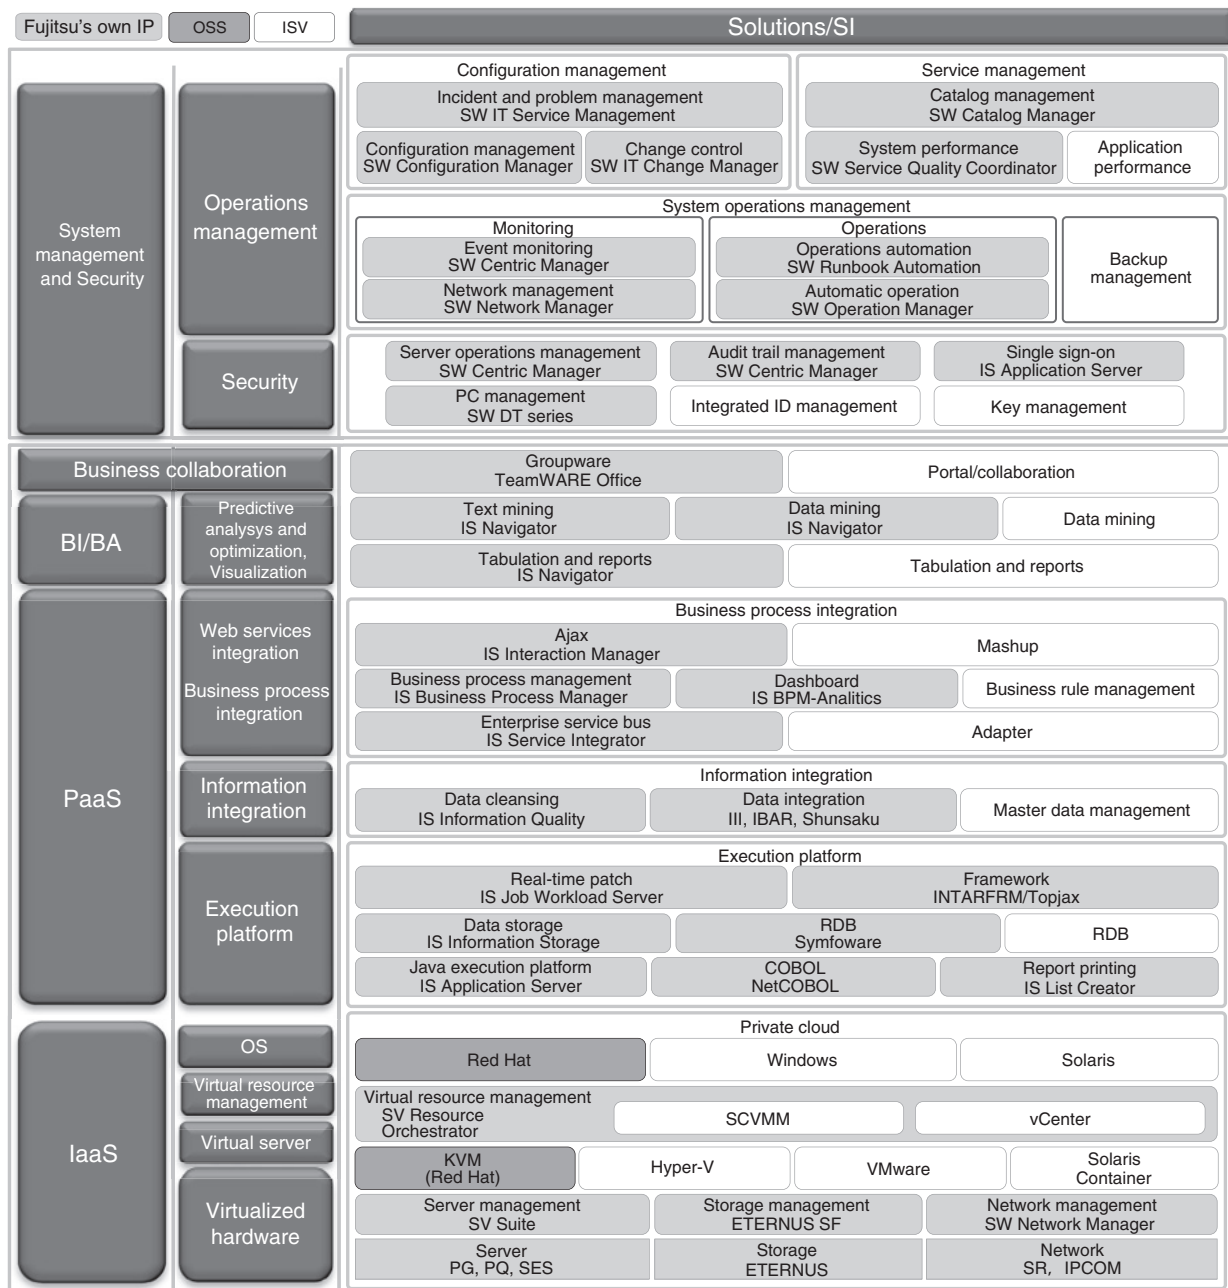 Fujitsu's own IP
OSS
ISV
Solutions/SI
System
management
and Security
Operations
management
Configuration management
Incident and problem management
SW IT Service Management
Configuration management
SW Configuration Manager
Change control
SW IT Change Manager
Service management
Catalog management
SW Catalog Manager
System performance
SW Service Quality Coordinator
Application
performance
System operations management
Monitoring
Event monitoring
SW Centric Manager
Network management
SW Network Manager
Operations
Operations automation
SW Runbook Automation
Automatic operation
SW Operation Manager
Backup
management
Security
Server operations management
SW Centric Manager
Audit trail management
SW Centric Manager
Single sign-on
IS Application Server
PC management
SW DT series
Integrated ID management
Key management
Business collaboration
Groupware
TeamWARE Office
Portal/collaboration
BI/BA
Predictive
analysys and
optimization,
Visualization
Text mining
IS Navigator
Data mining
IS Navigator
Data mining
Tabulation and reports
IS Navigator
Tabulation and reports
PaaS
Web services
integration
Business process
integration
Business process integration
Ajax
IS Interaction Manager
Mashup
Business process management
IS Business Process Manager
Dashboard
IS BPM-Analitics
Business rule management
Enterprise service bus
IS Service Integrator
Adapter
Information
integration
Information integration
Data cleansing
IS Information Quality
Data integration
III, IBAR, Shunsaku
Master data management
Execution
platform
Execution platform
Real-time patch
IS Job Workload Server
Framework
INTARFRM/Topjax
Data storage
IS Information Storage
RDB
Symfoware
RDB
Java execution platform
IS Application Server
COBOL
NetCOBOL
Report printing
IS List Creator
IaaS
OS
Private cloud
Red Hat
Windows
Solaris
Virtual resource
management
Virtual resource management
SV Resource
Orchestrator
SCVMM
vCenter
Virtual server
KVM
(Red Hat)
Hyper-V
VMware
Solaris
Container
Virtualized
hardware
Server management
SV Suite
Storage management
ETERNUS SF
Network management
SW Network Manager
Server
PG, PQ, SES
Storage
ETERNUS
Network
SR, IPCOM